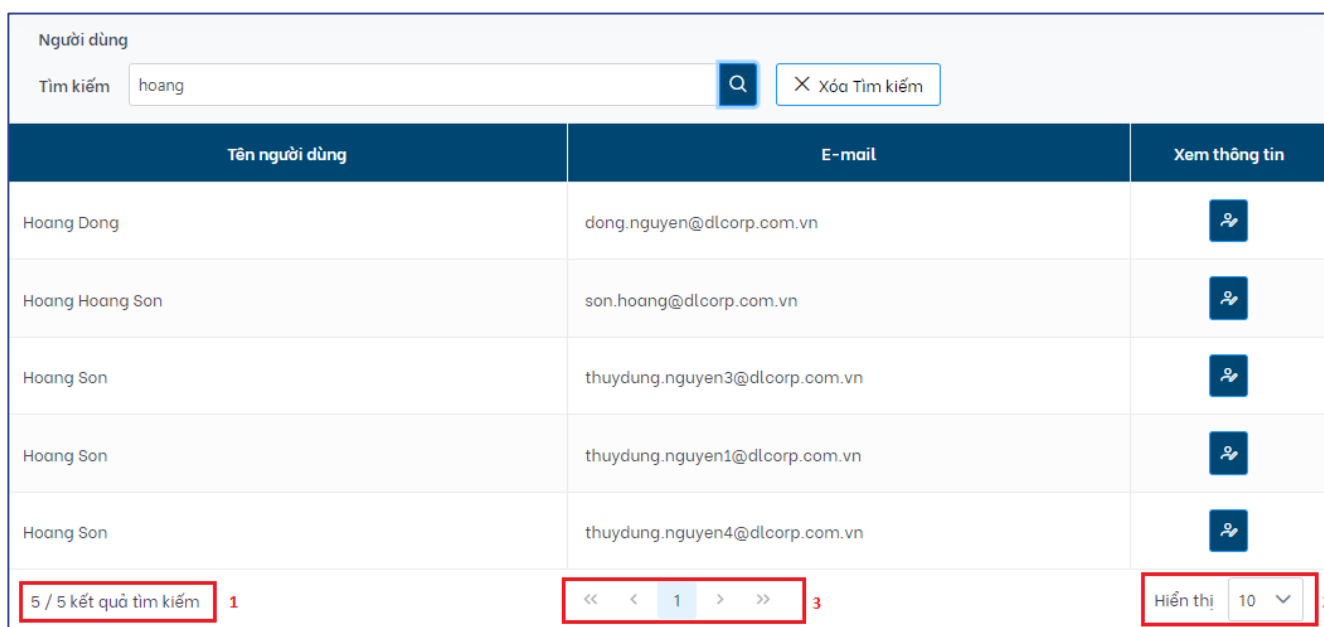 Người dùng
Tìm kiếm hoang Xóa Tìm kiếm
Tên người dùng E-mail Xem thông tin
Hoang Dong dong.nguyen@dlcorp.com.vn
Hoang Hoang Son son.hoang@dlcorp.com.vn
Hoang Son thuydung.nguyen3@dlcorp.com.vn
Hoang Son thuydung.nguyen1@dlcorp.com.vn
Hoang Son thuydung.nguyen4@dlcorp.com.vn
5 / 5 kết quả tìm kiếm 1 << < 1 > >> 3 Hiển thị 10